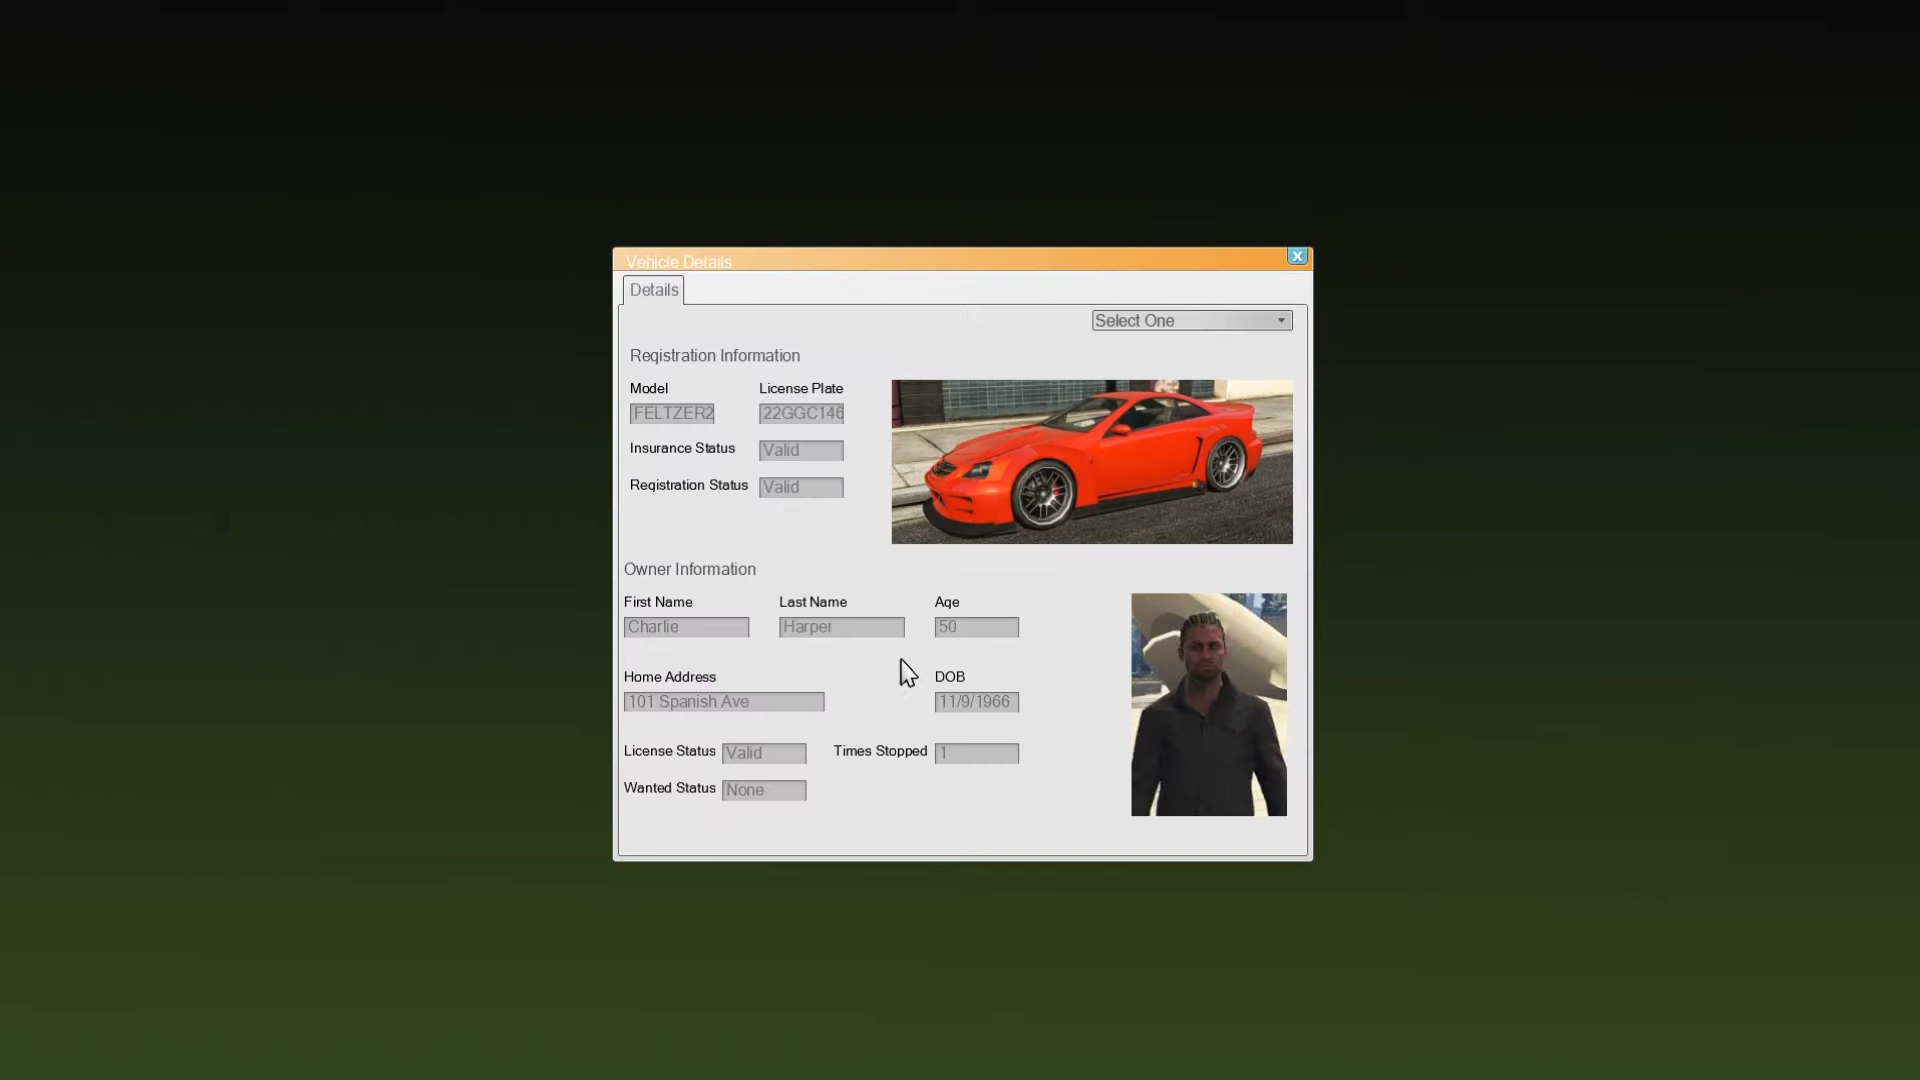 Vehicle Details
x
Details
Select One
Registration Information
Model License Plate
FELTZER2 22GGC146
Insurance Status Valid
Registration Status Valid
Owner Information
First Name Last Name Age
Charlie Harper 50
Home Address DOB
101 Spanish Ave 11/9/1966
License Status Valid Times Stopped 1
Wanted Status None